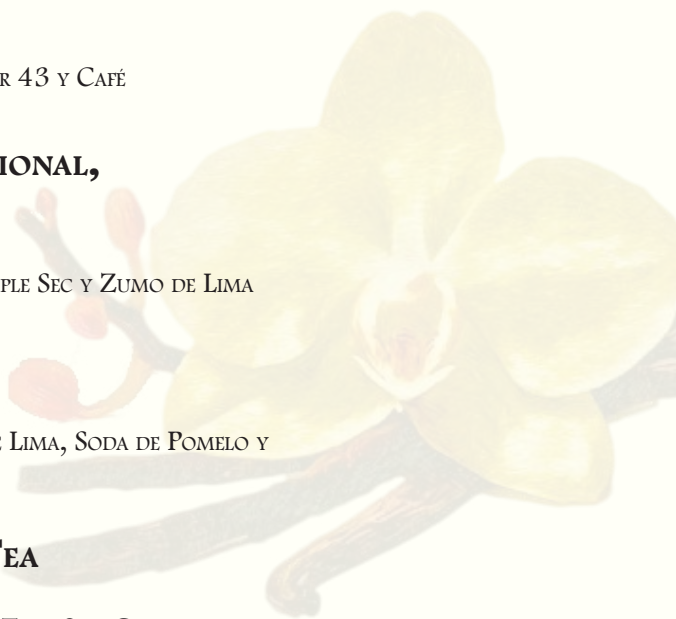 r 43 y Café
ional,
ple Sec y Zumo de Lima
Lima, Soda de Pomelo y
Tea